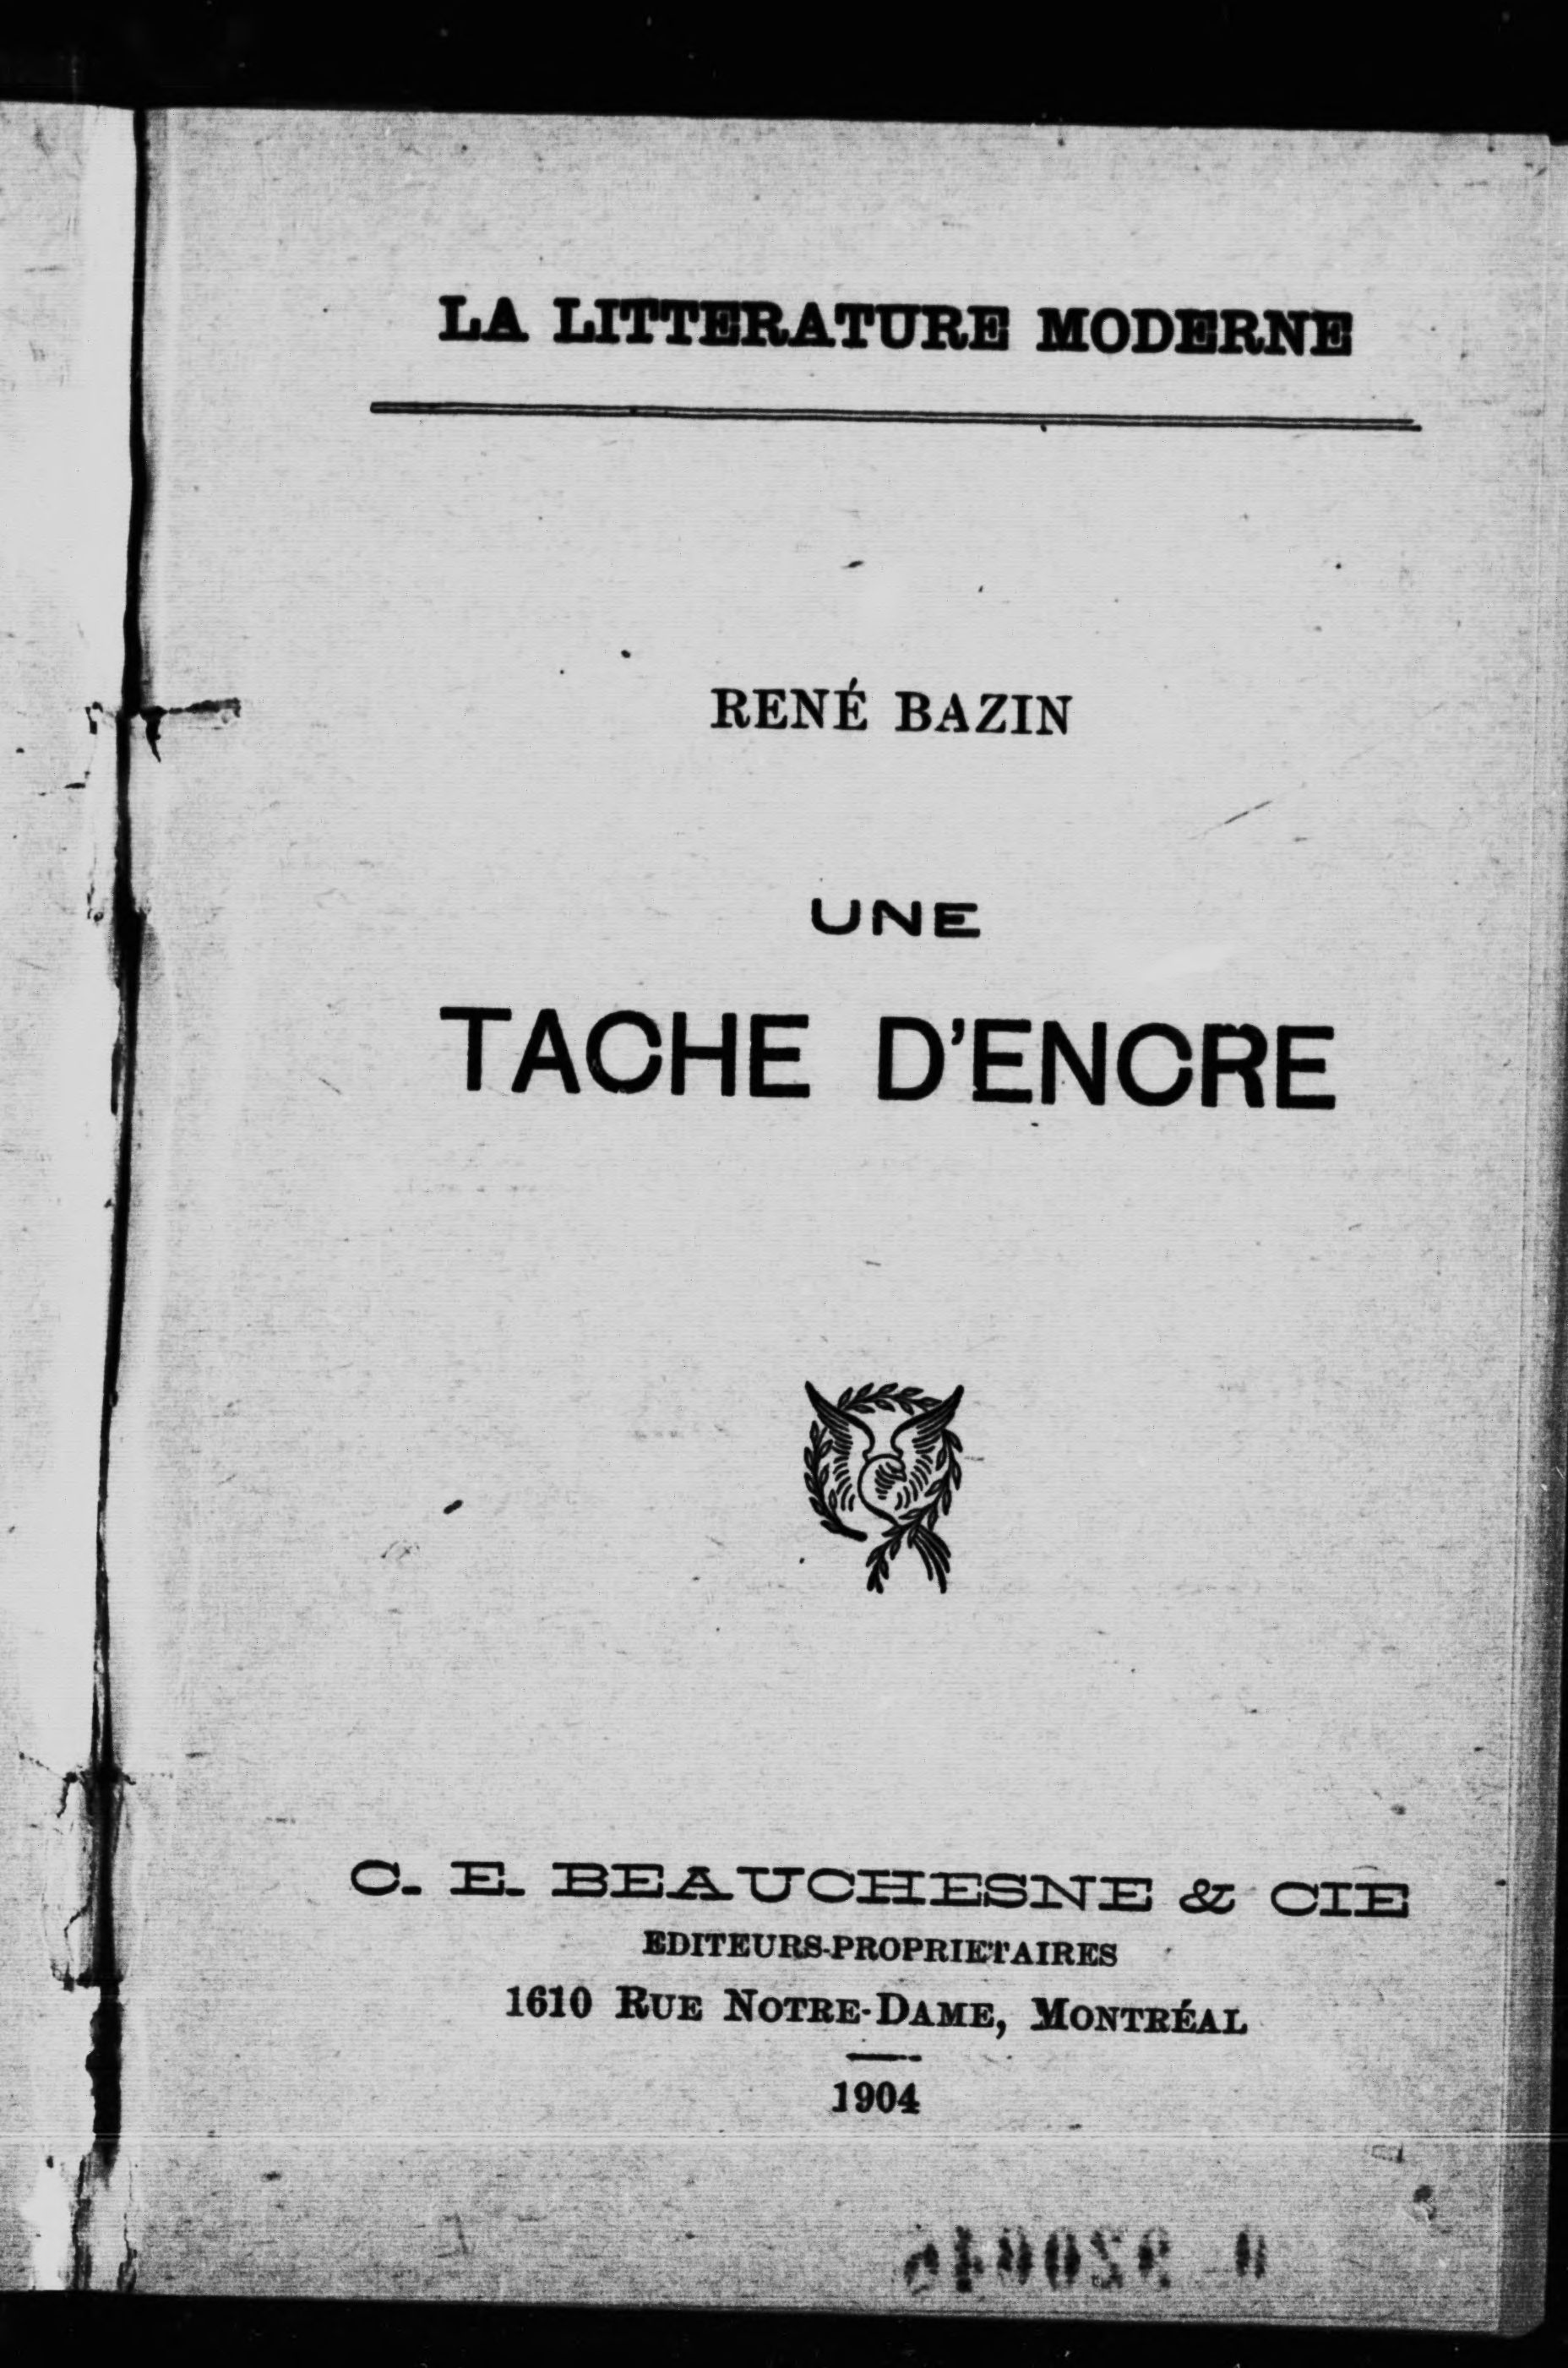 LA LITTERATURE MODERNE
RENÉ BAZIN
UNE
TACHE D'ENCRE
C. E. BEAUCHESNE & CIE
EDITEURS-PROPRIETAIRES
1610 RUE NOTRE-DAME, MONTRÉAL
1904